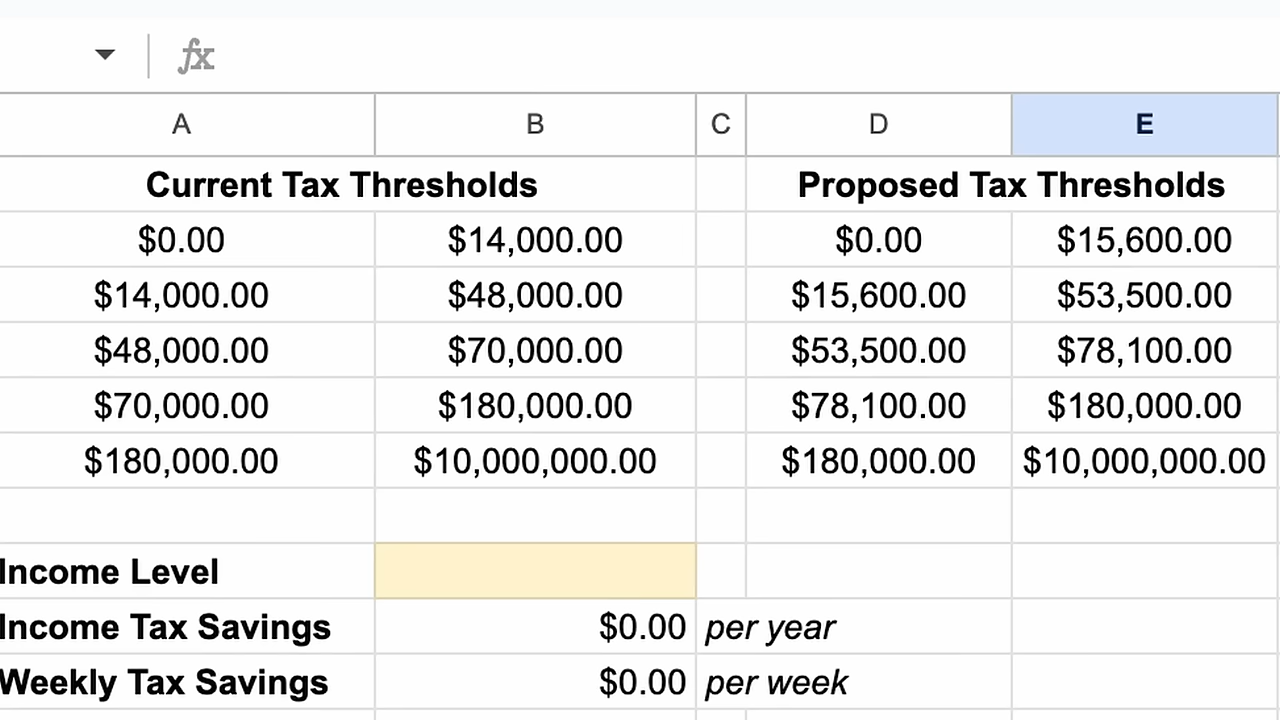 fx
A B C D E
Current Tax Thresholds Proposed Tax Thresholds
$0.00 $14,000.00 $0.00 $15,600.00
$14,000.00 $48,000.00 $15,600.00 $53,500.00
$48,000.00 $70,000.00 $53,500.00 $78,100.00
$70,000.00 $180,000.00 $78,100.00 $180,000.00
$180,000.00 $10,000,000.00 $180,000.00 $10,000,000.00
Income Level
Income Tax Savings $0.00 per year
Weekly Tax Savings $0.00 per week